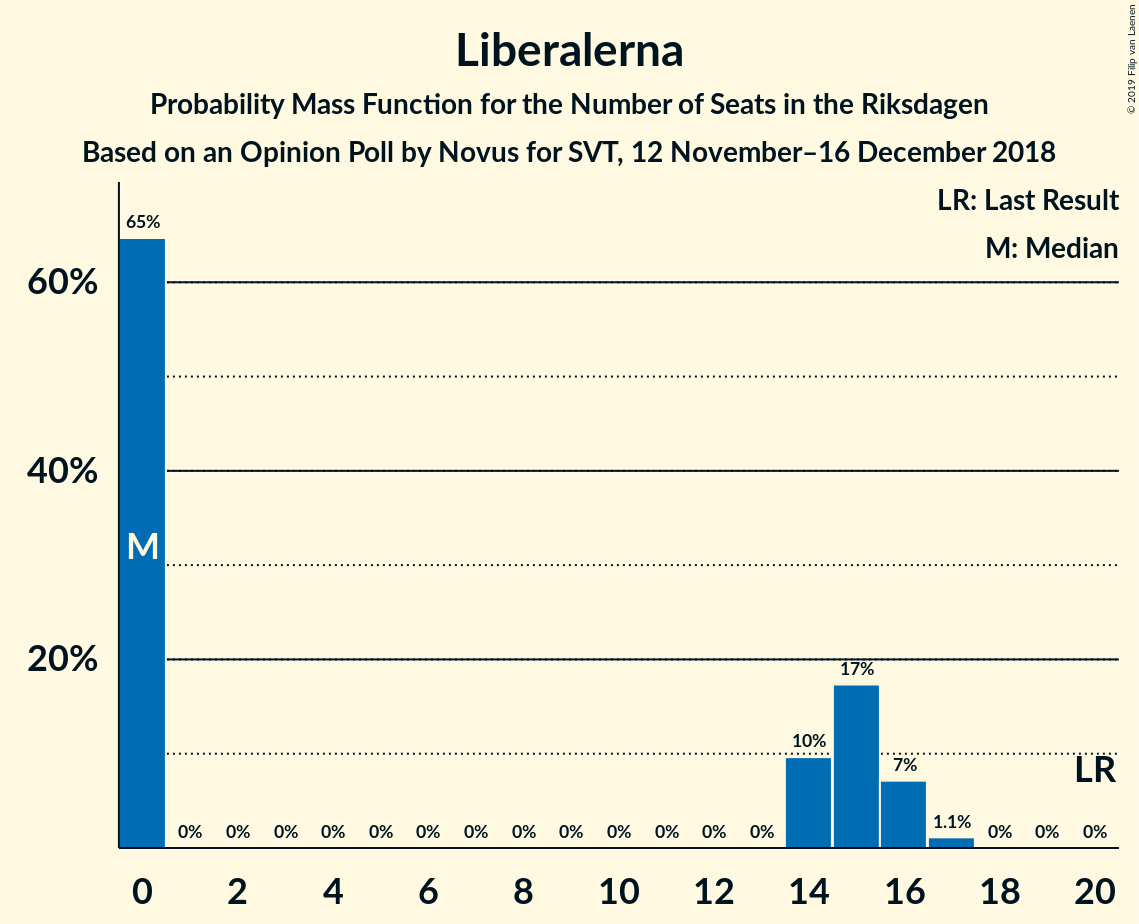 Liberalerna
Probability Mass Function for the Number of Seats in the Riksdagen
Based on an Opinion Poll by Novus for SVT, 12 November–16 December 2018
© 2019 Filip van Laenen
LR: Last Result
M: Median
65%
60%
40%
M
20%
17%
10%
7%
LR
1.1%
0% 0% 0% 0% 0% 0% 0% 0% 0% 0% 0% 0% 0% 0% 0% 0%
0 2 4 6 8 10 12 14 16 18 20